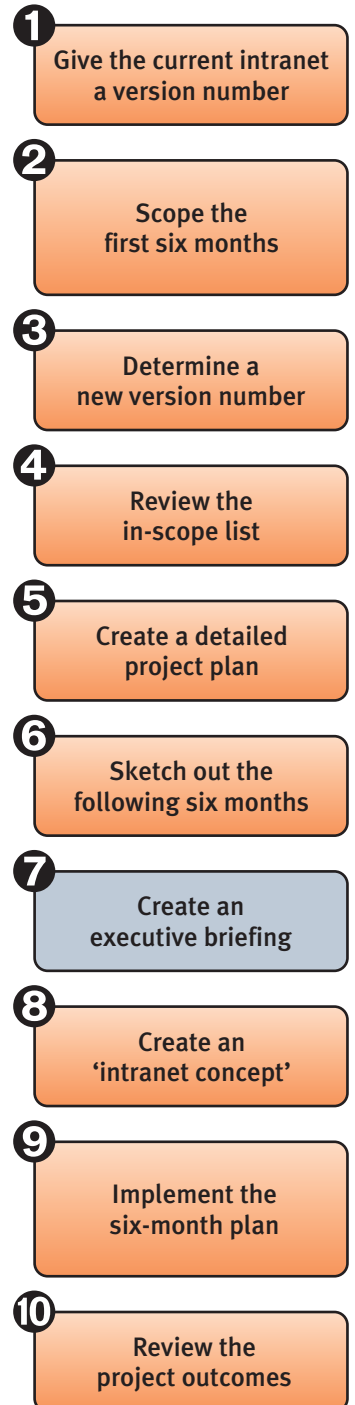 1
Give the current intranet
a version number
2
Scope the
first six months
3
Determine a
new version number
4
Review the
in-scope list
5
Create a detailed
project plan
6
Sketch out the
following six months
7
Create an
executive briefing
8
Create an
‘intranet concept’
9
Implement the
six-month plan
10
Review the
project outcomes